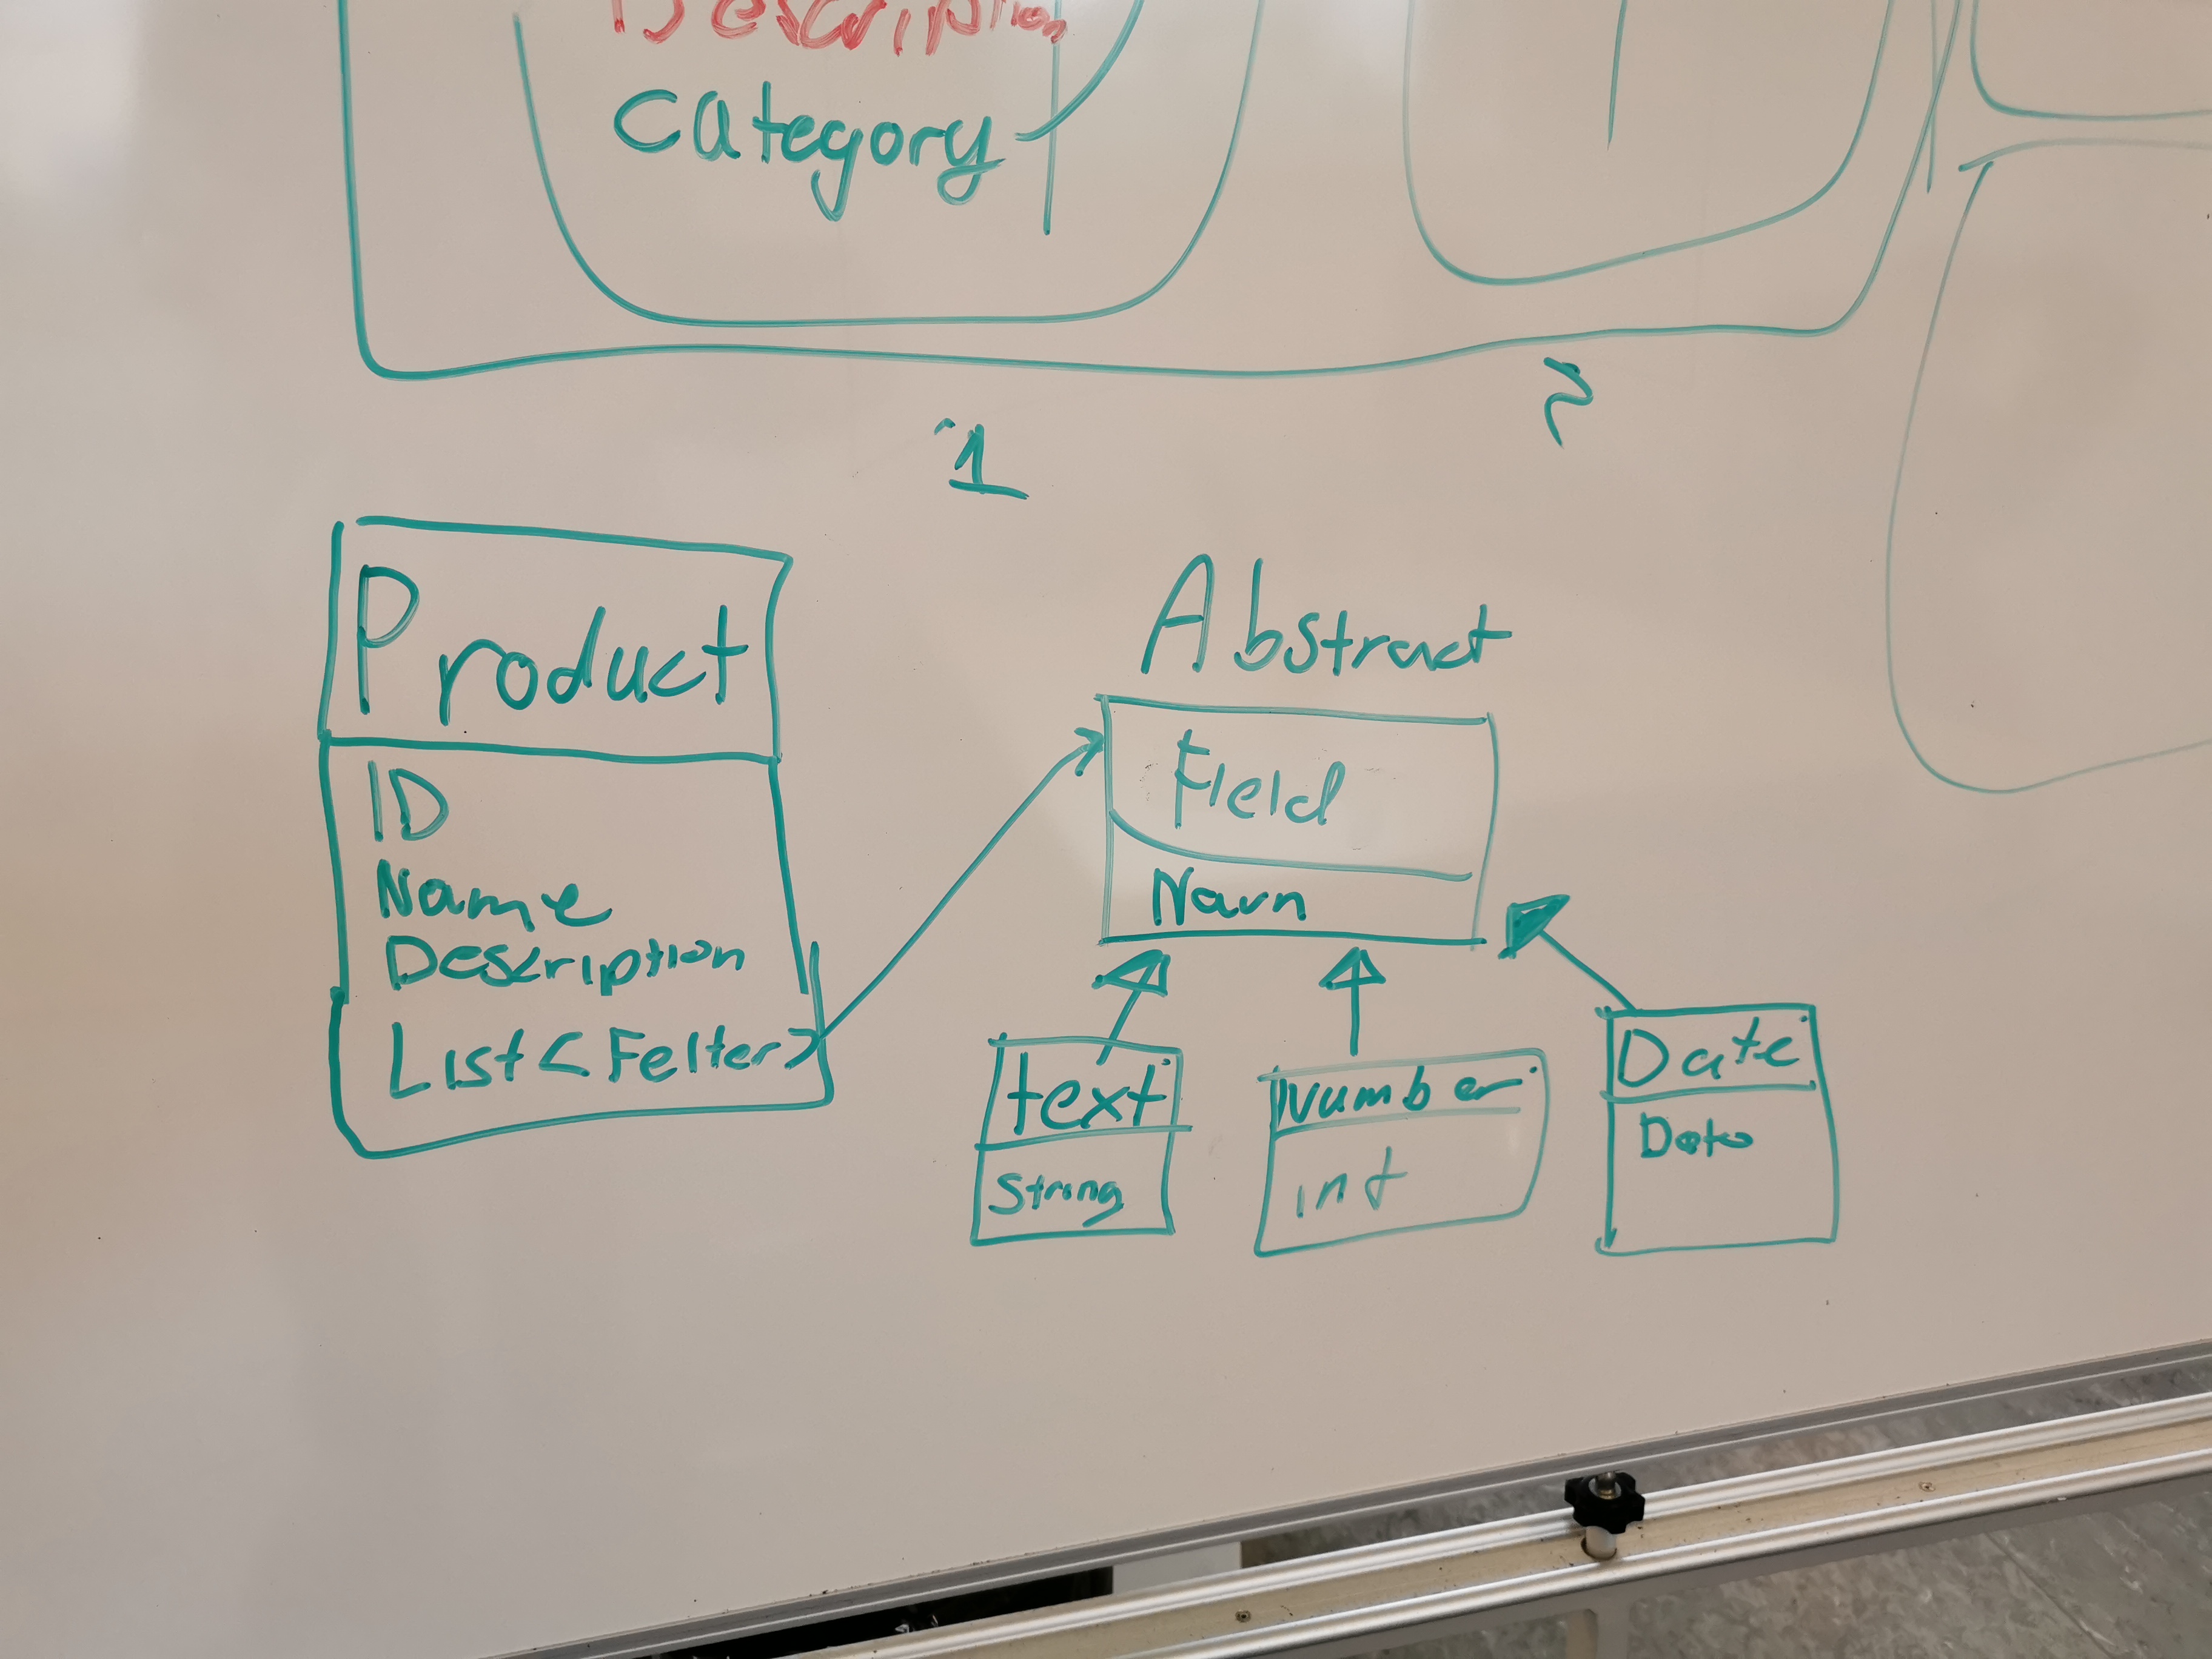 Description
Category
1
2
Product
ID
Name
Description
List<Felter>
Abstract
Field
Navn
text
String
Number
int
Date
Dato